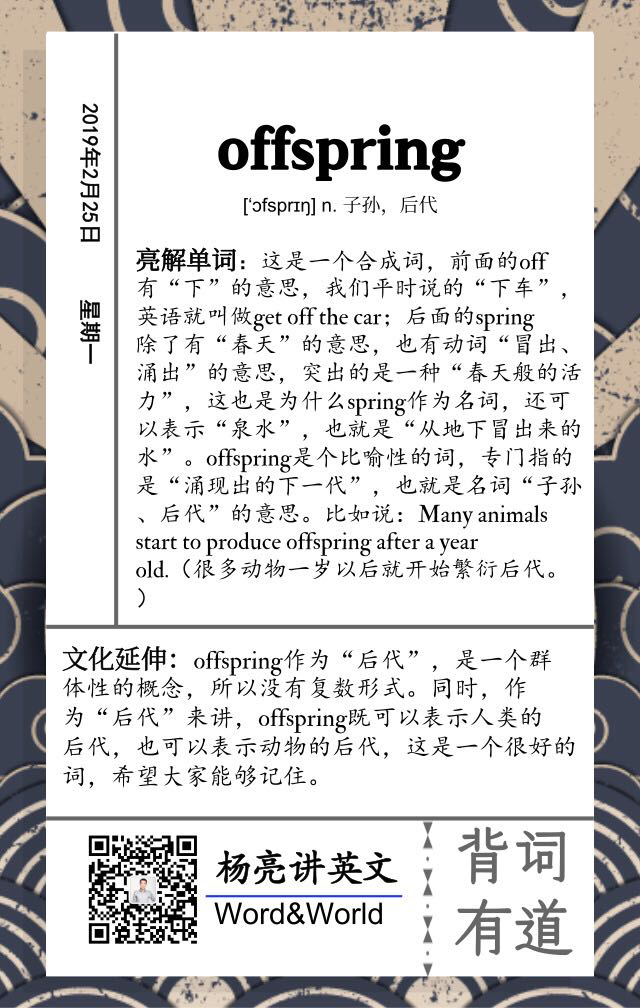 2019年2月25日 星期一
offspring
['ɔfsprɪŋ] n. 子孙，后代
亮解单词：这是一个合成词，前面的off
有“下”的意思，我们平时说的“下车”，
英语就叫做get off the car；后面的spring
除了有“春天”的意思，也有动词“冒出、
涌出”的意思，突出的是一种“春天般的活
力”，这也是为什么spring作为名词，还可
以表示“泉水”，也就是“从地下冒出来的
水”。offspring是个比喻性的词，专门指的
是“涌现出的下一代”，也就是名词“子孙
、后代”的意思。比如说：Many animals
start to produce offspring after a year
old.（很多动物一岁以后就开始繁衍后代。
）
文化延伸：offspring作为“后代”，是一个群
体性的概念，所以没有复数形式。同时，作
为“后代”来讲，offspring既可以表示人类的
后代，也可以表示动物的后代，这是一个很好的
词，希望大家能够记住。
杨亮讲英文
Word&World
背词
有道